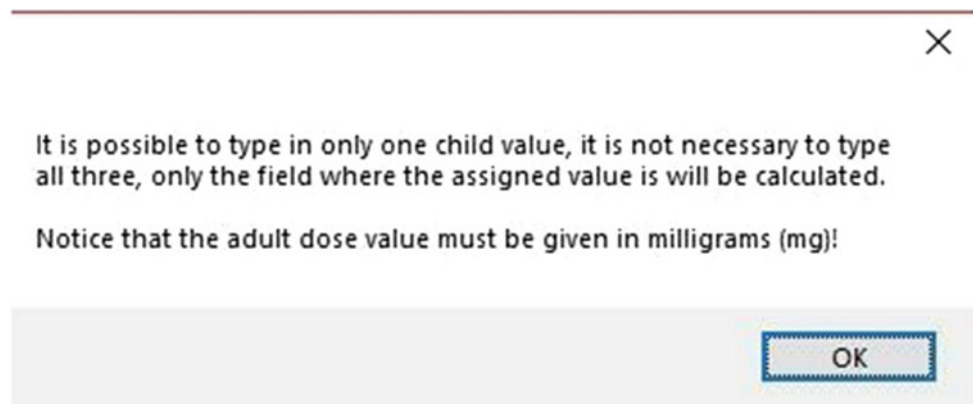 It is possible to type in only one child value, it is not necessary to type
all three, only the field where the assigned value is will be calculated.
Notice that the adult dose value must be given in milligrams (mg)!
OK